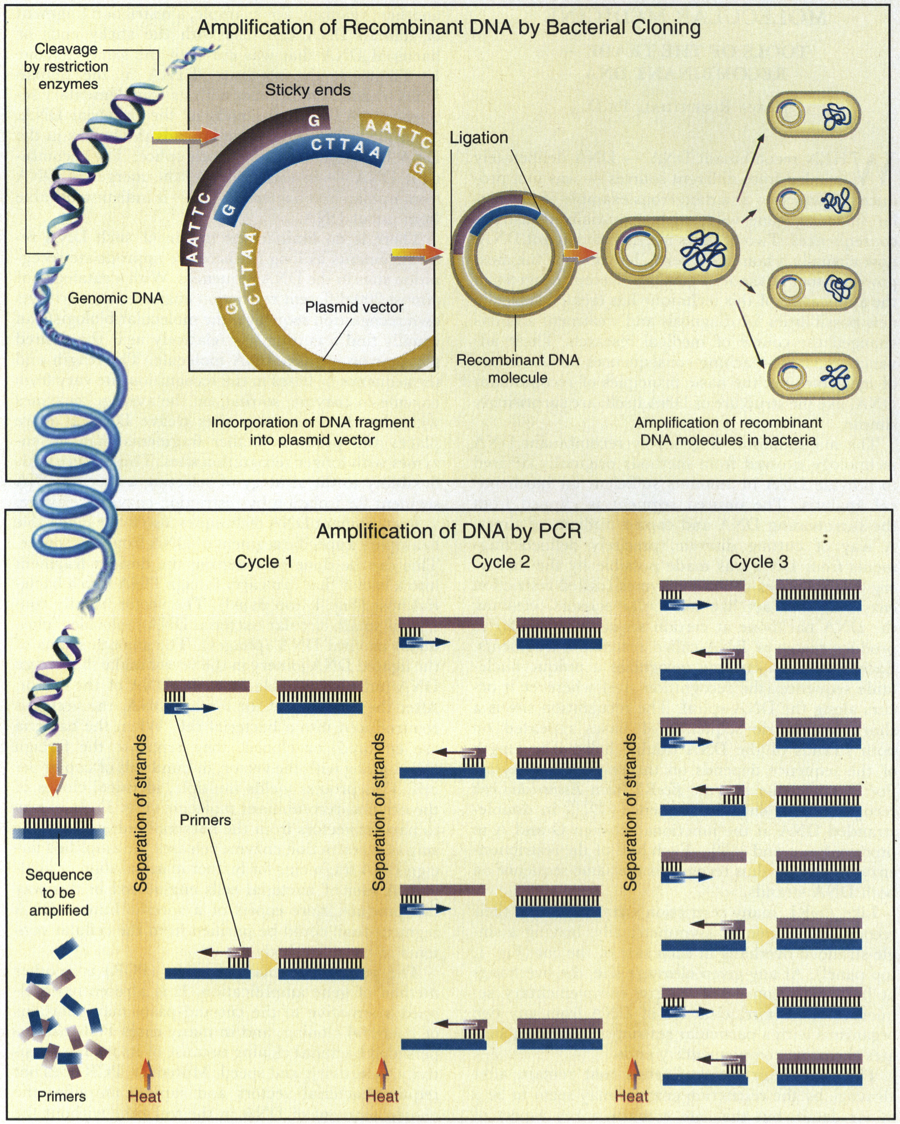 Amplification of Recombinant DNA by Bacterial Cloning
Cleavage
by restriction
enzymes
Sticky ends
G
AATTC
CTTAA
G
AATTC
G
CTTAA
G
Ligation
Genomic DNA
Plasmid vector
Recombinant DNA
molecule
Incorporation of DNA fragment
into plasmid vector
Amplification of recombinant
DNA molecules in bacteria
Amplification of DNA by PCR
Cycle 1
Cycle 2
Cycle 3
Separation of strands
Separation of strands
Separation of strands
Primers
Sequence
to be
amplified
Primers
Heat
Heat
Heat